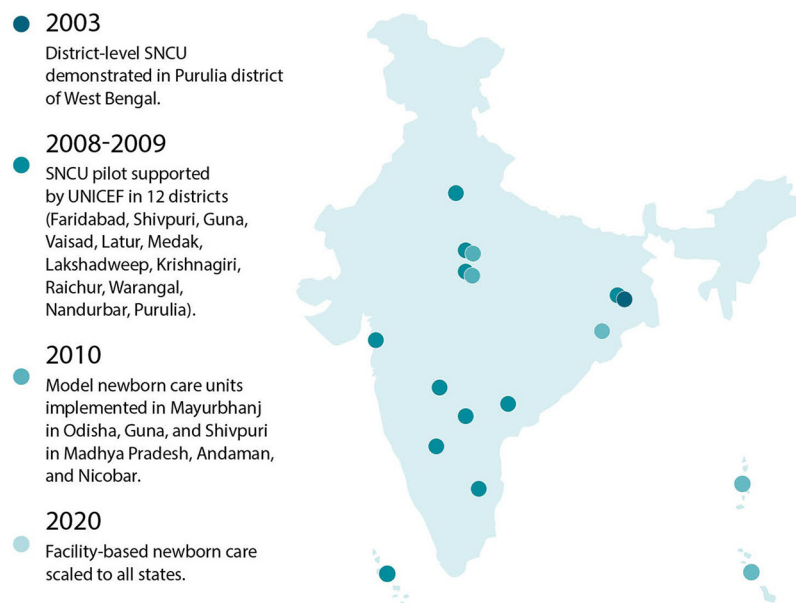 2003
District-level SNCU
demonstrated in Purulia district
of West Bengal.
2008-2009
SNCU pilot supported
by UNICEF in 12 districts
(Faridabad, Shivpuri, Guna,
Vaisad, Latur, Medak,
Lakshadweep, Krishnagiri,
Raichur, Warangal,
Nandurbar, Purulia).
2010
Model newborn care units
implemented in Mayurbhanj
in Odisha, Guna, and Shivpuri
in Madhya Pradesh, Andaman,
and Nicobar.
2020
Facility-based newborn care
scaled to all states.